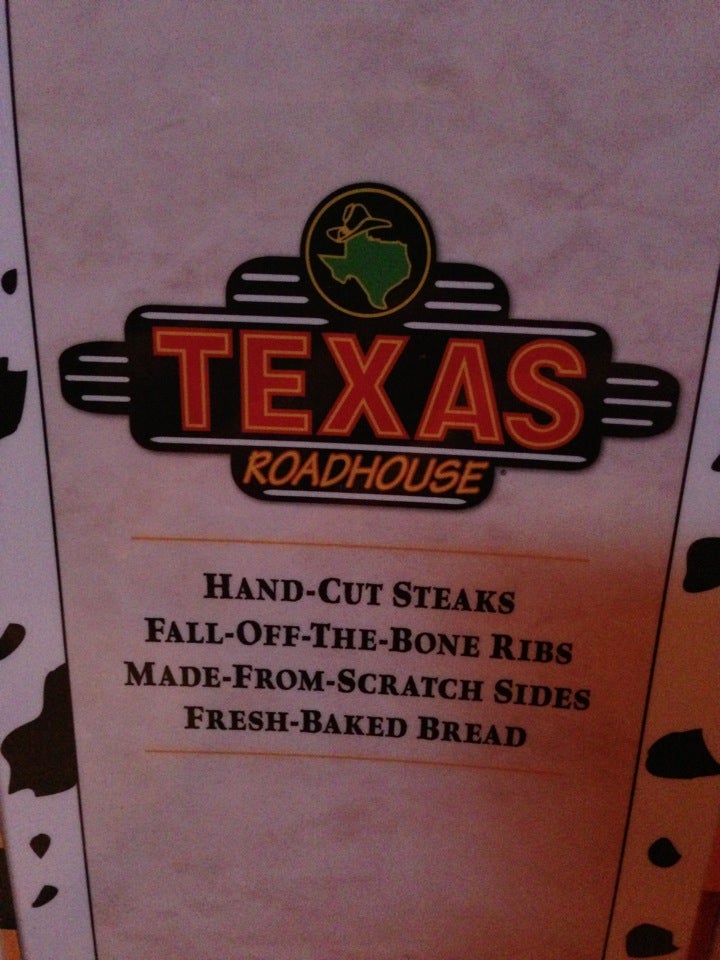 TEXAS
ROADHOUSE
HAND-CUT STEAKS
FALL-OFF-THE-BONE RIBS
MADE-FROM-SCRATCH SIDES
FRESH-BAKED BREAD